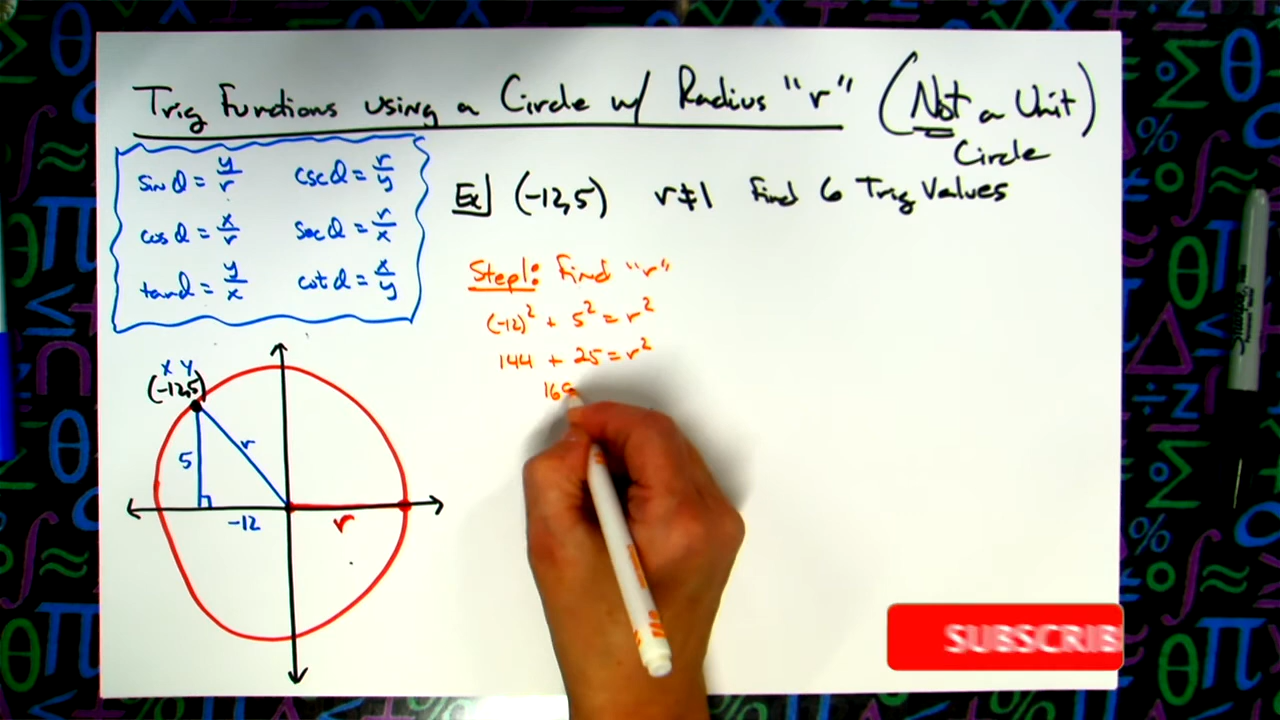 Trig Functions using a Circle w/ Radius "r" (Not a Unit)
Circle
sin θ = y/r csc θ = r/y
cos θ = x/r sec θ = r/x
tan θ = y/x cot θ = x/y
Ex] (-12,5) r≠1 Find 6 Trig Values
Step 1: Find "r"
(-12)² + 5² = r²
144 + 25 = r²
169
x y
(-12,5)
r
5
-12
r
SUBSCRIB